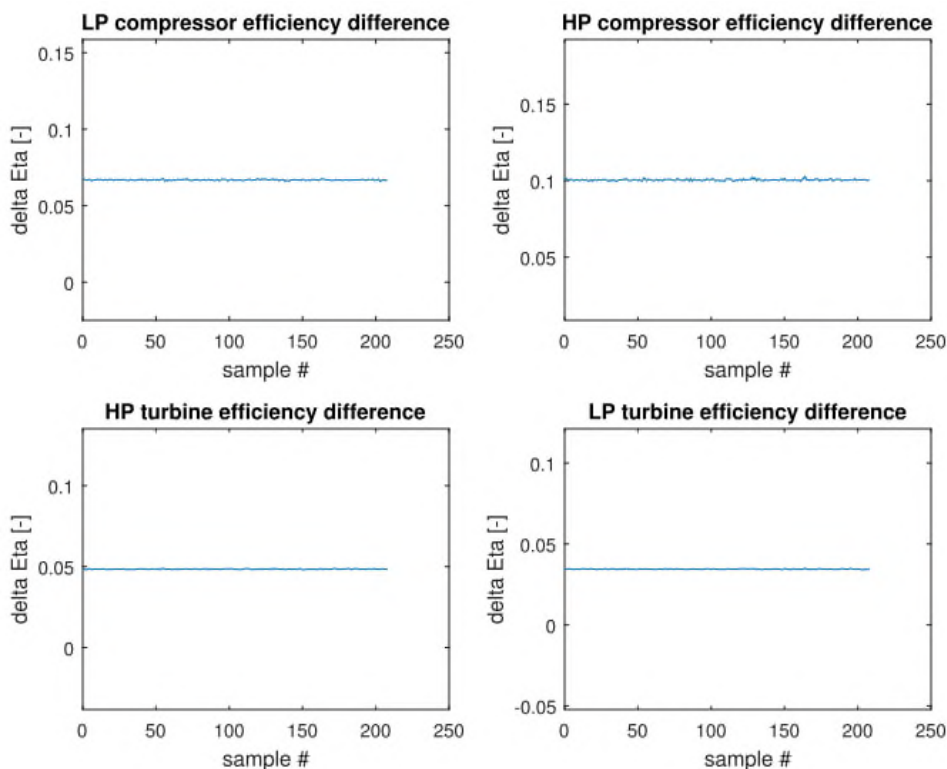 LP compressor efficiency difference
delta Eta [-]
0.15
0.1
0.05
0
0 50 100 150 200 250
sample #
HP compressor efficiency difference
delta Eta [-]
0.15
0.1
0.05
0 50 100 150 200 250
sample #
HP turbine efficiency difference
delta Eta [-]
0.1
0.05
0
0 50 100 150 200 250
sample #
LP turbine efficiency difference
delta Eta [-]
0.1
0.05
0
-0.05
0 50 100 150 200 250
sample #